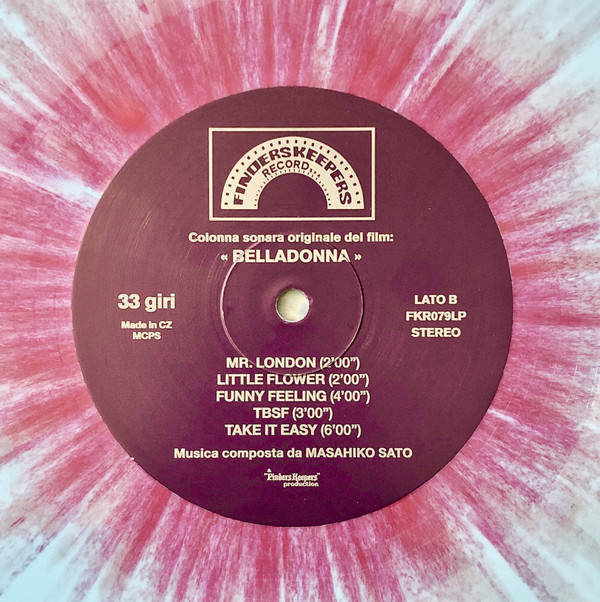 FINDERSKEEPERS
RECORDS
Colonna sonara originale del film:
« BELLADONNA »
33 giri
Made in CZ
MCPS
LATO B
FKR079LP
STEREO
MR. LONDON (2'00")
LITTLE FLOWER (2'00")
FUNNY FEELING (4'00")
TBSF (3'00")
TAKE IT EASY (6'00")
Musica composta da MASAHIKO SATO
a
"Finders Keepers"
production